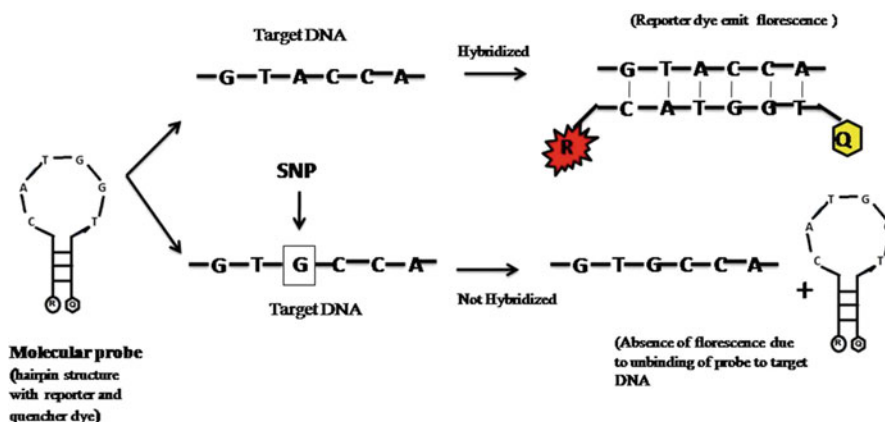 (Reporter dye emit florescence )
Target DNA
Hybridized
G T A C C A
G T A C C A
C A T G G T
R
Q
SNP
C A T G G T
G T G C C A
G T G C C A
+
C A T G G T
R Q
Target DNA
Not Hybridized
R Q
Molecular probe
(hairpin structure
with reporter and
quencher dye)
(Absence of florescence due
to unbinding of probe to target
DNA